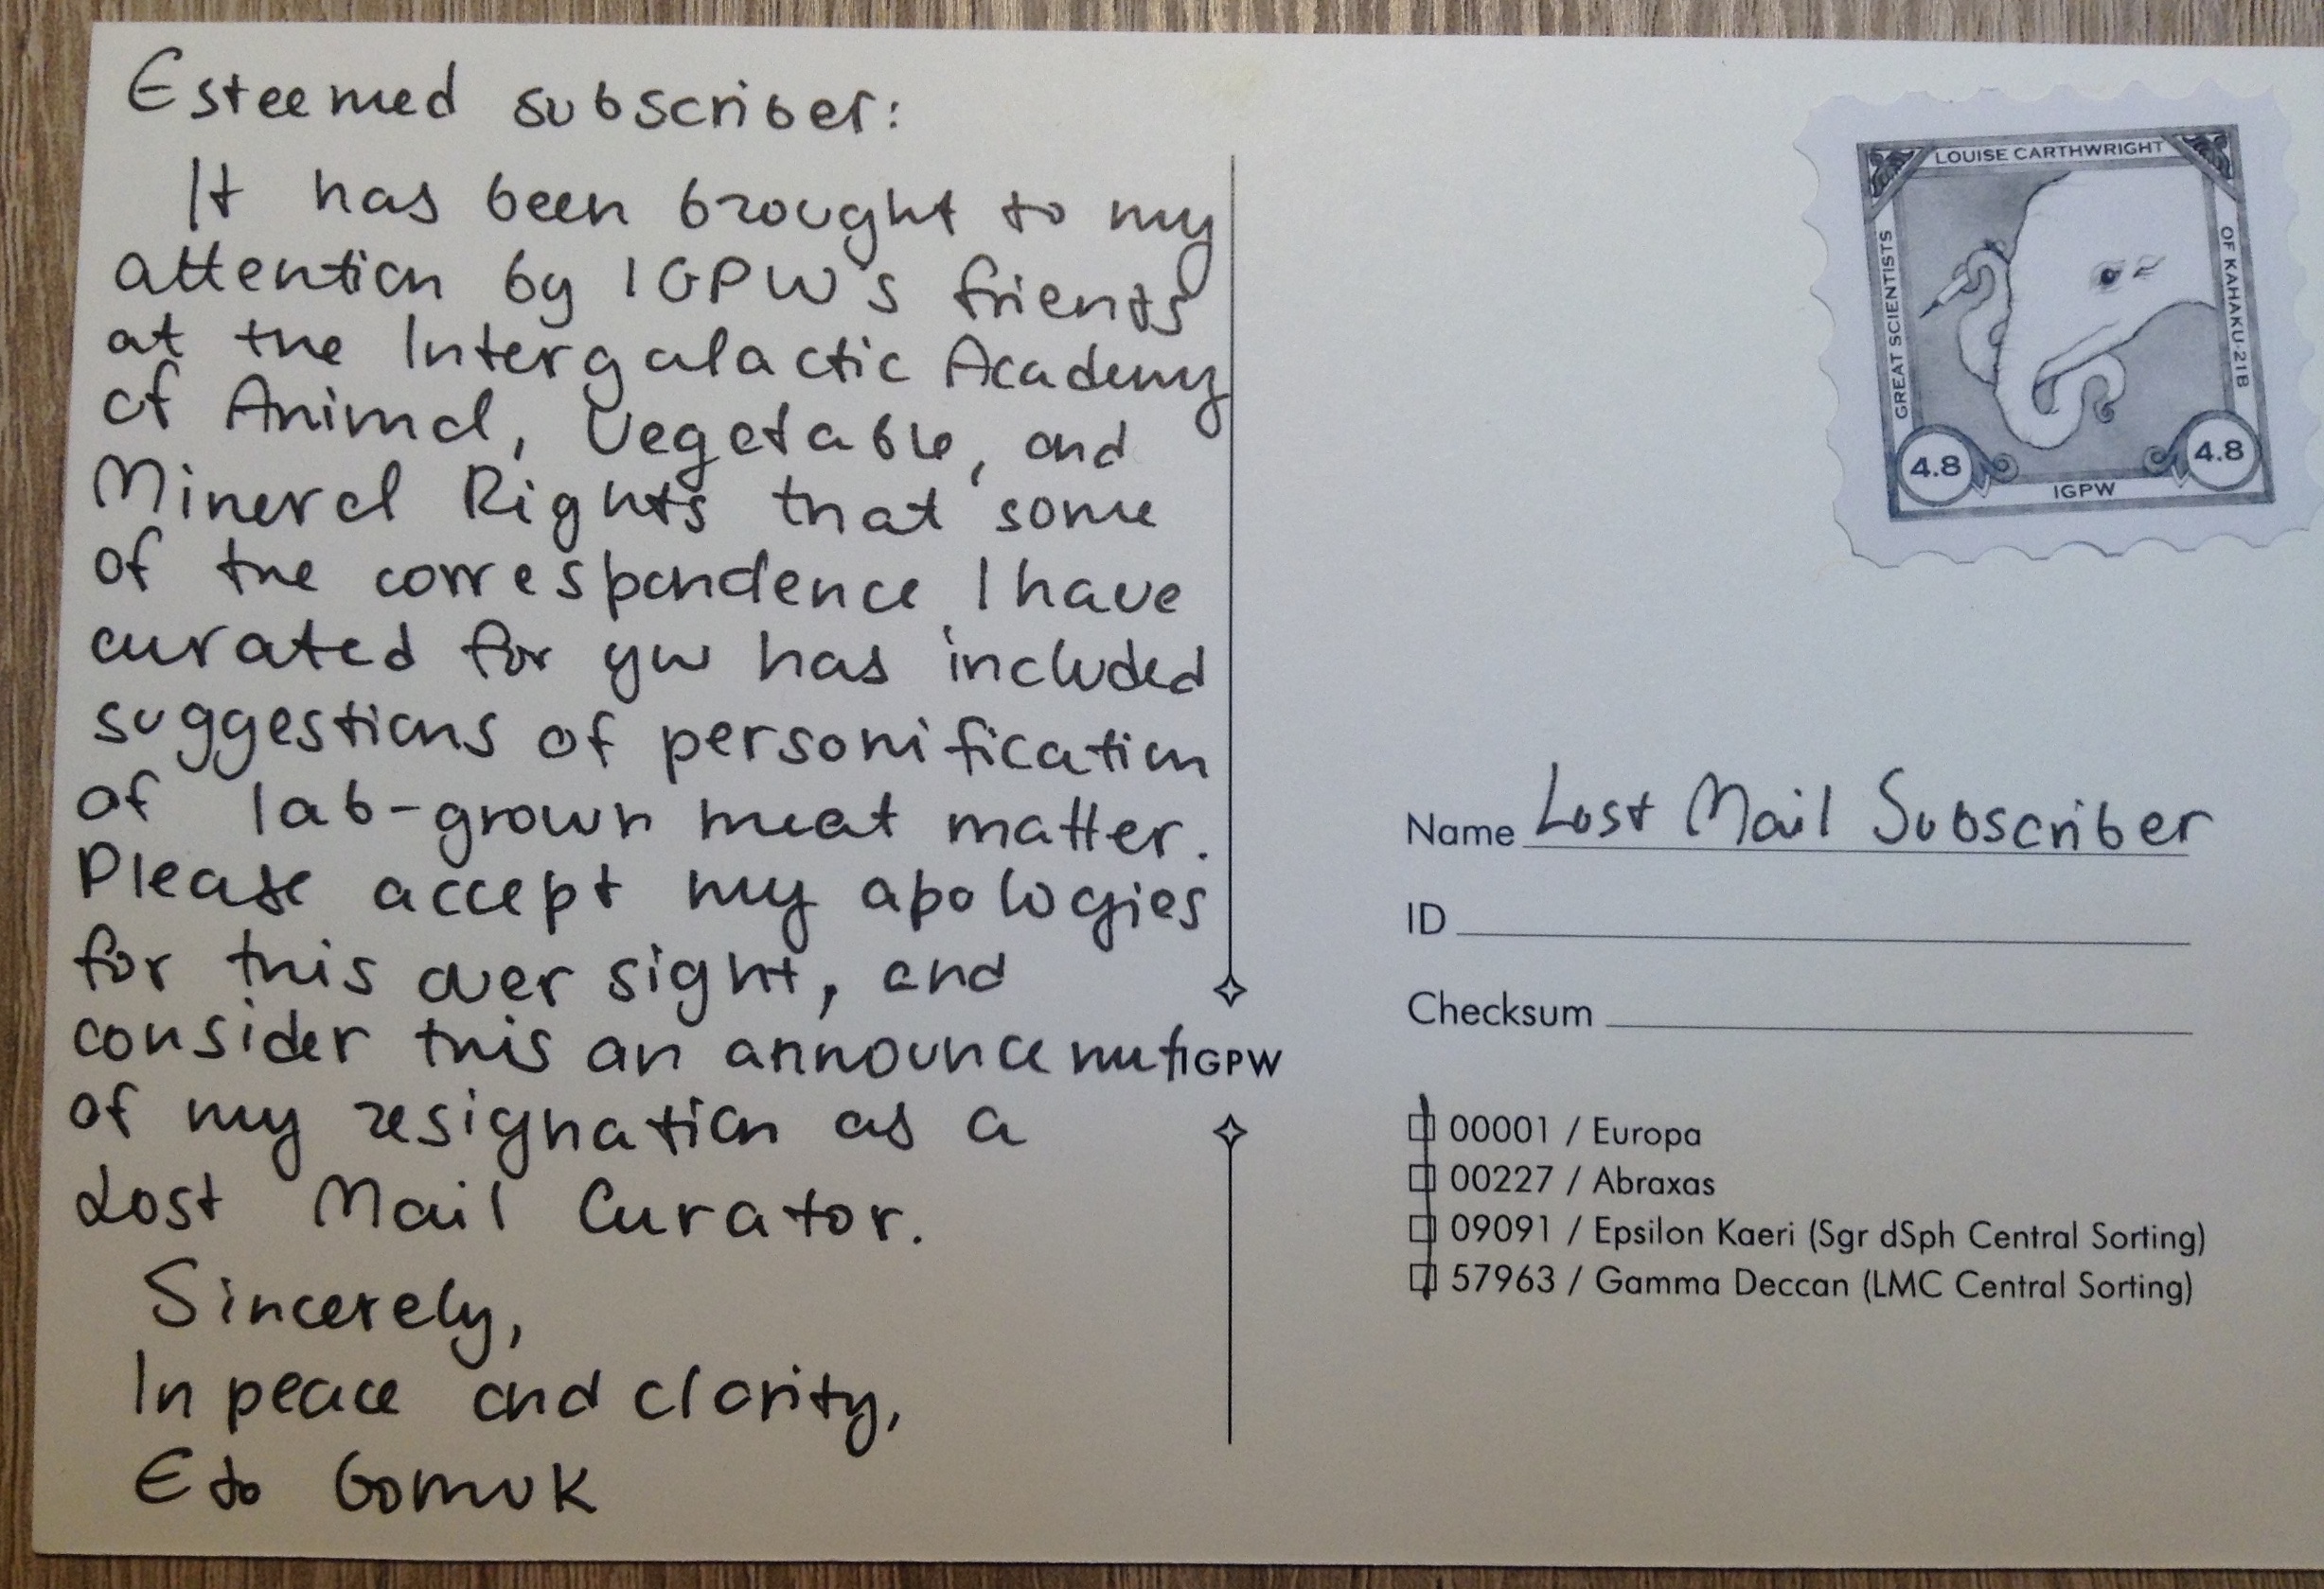 Esteemed subscriber:
It has been brought to my
attention by IGPW's frients
at the Intergalactic Academy
of Animal, Vegetable, and
Mineral Rights that some
of the correspondence I have
curated for you has included
suggestions of personification
of lab-grown meat matter.
Please accept my apologies
for this over sight, and
consider this an announcement
of my resignation as a
Lost Mail Curator.
Sincerely,
In peace and clarity,
Eto Gomuk
IGPW
LOUISE CARTHWRIGHT
GREAT SCIENTISTS
OF KAHAKU-21B
4.8
4.8
IGPW
Name Lost Mail Subscriber
ID
Checksum
00001 / Europa
00227 / Abraxas
09091 / Epsilon Kaeri (Sgr dSph Central Sorting)
57963 / Gamma Deccan (LMC Central Sorting)